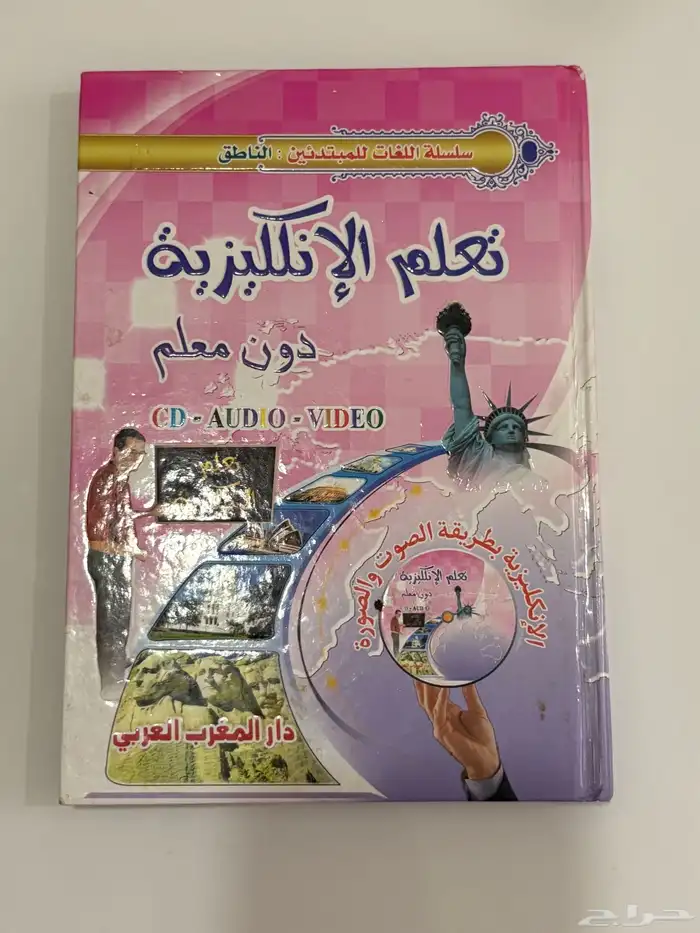 سلسلة اللغات للمبتدئين : الناطق
تعلم الإنكليزية
دون معلم
CD - AUDIO - VIDEO
الإنكليزية بطريقة الصوت والصورة
تعلم الإنكليزية
دون معلم
دار المغرب العربي
حراج